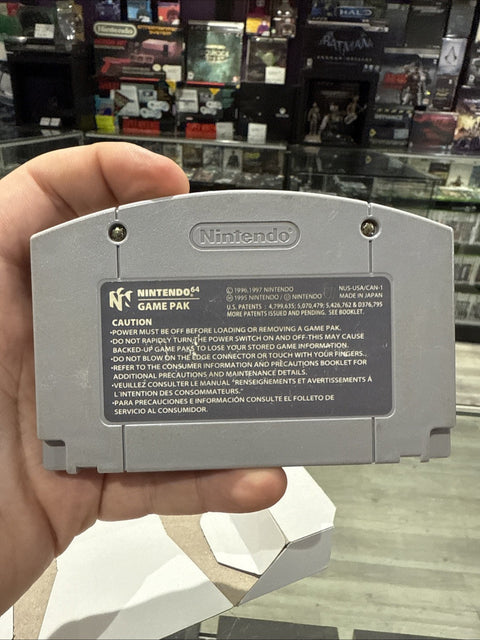 Nintendo
HALO
BATMAN
Nintendo
NINTENDO 64
GAME PAK
© 1996,1997 NINTENDO
Ⓜ 1995 NINTENDO / Ⓒ NINTENDO
NUS-USA/CAN-1
MADE IN JAPAN
U.S. PATENTS : 4,799,635; 5,070,479; 5,426,762 & D376,795
MORE PATENTS ISSUED AND PENDING. SEE BOOKLET.
CAUTION
•POWER MUST BE OFF BEFORE LOADING OR REMOVING A GAME PAK.
•DO NOT RAPIDLY TURN THE POWER SWITCH ON AND OFF-THIS MAY CAUSE
BACKED-UP GAME PAKS TO LOSE YOUR STORED GAME INFORMATION.
•DO NOT BLOW ON THE EDGE CONNECTOR OR TOUCH WITH YOUR FINGERS.
•REFER TO THE CONSUMER INFORMATION AND PRECAUTIONS BOOKLET FOR
ADDITIONAL PRECAUTIONS AND MAINTENANCE DETAILS.
•VEUILLEZ CONSULTER LE MANUAL "RENSEIGNEMENTS ET AVERTISSEMENTS À
L'INTENTION DES CONSOMMATEURS."
•PARA PRECAUCIONES E INFORMACIÓN CONSULTE EL FOLLETO DE
SERVICIO AL CONSUMIDOR.